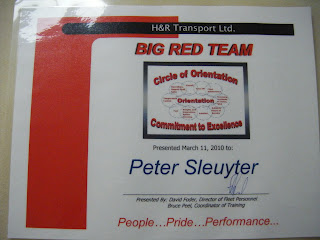 H&R Transport Ltd.
BIG RED TEAM
Circle of Orientation
Orientation
Commitment to Excellence
Presented March 11, 2010 to:
Peter Sleuyter
Presented By: David Foder, Director of Fleet Personnel
Bruce Peel, Coordinator of Training
People...Pride...Performance...